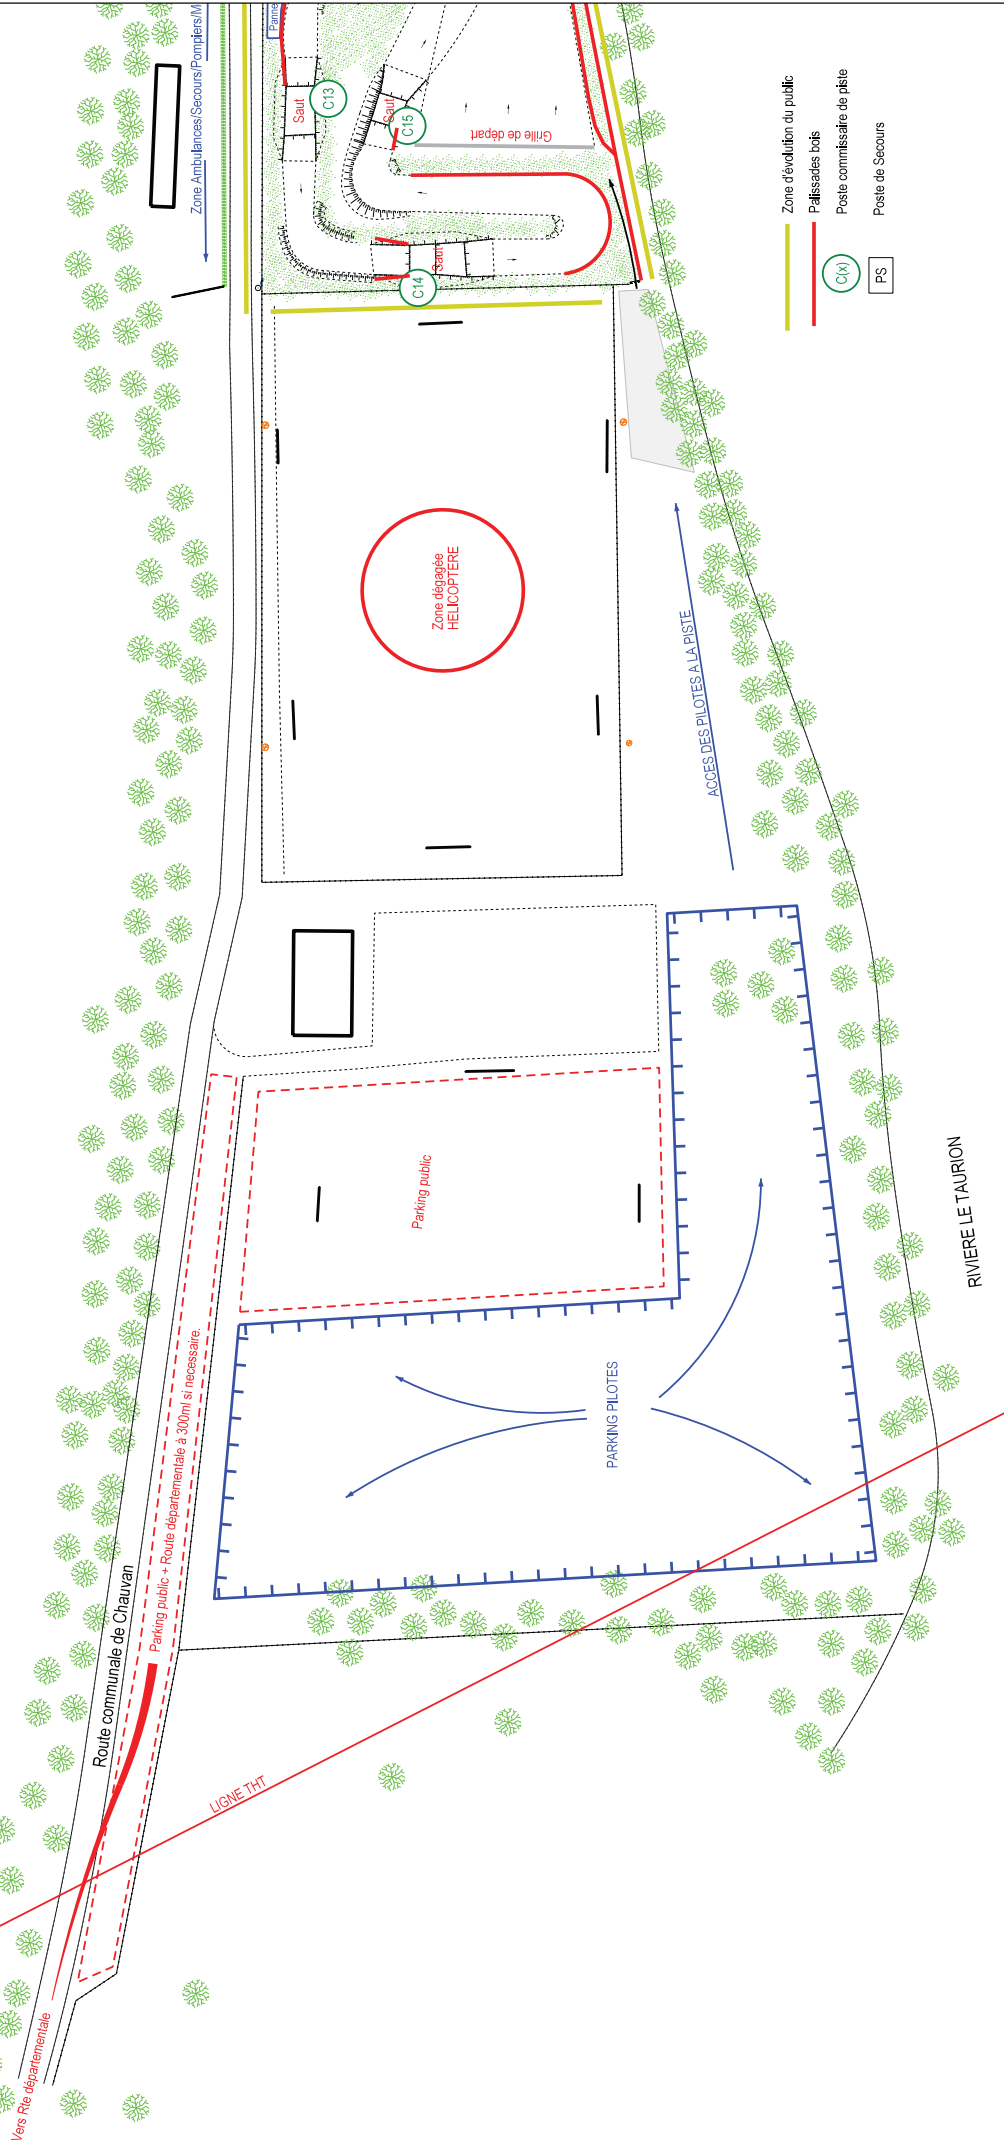 Zone Ambulances/Secours/Pompiers/M
Panne
Saut
C13
Saut
C15
Grille de départ
Saut
C14
Zone d'évolution du public
Palissades bois
C(x)
Poste commissaire de piste
PS
Poste de Secours
Zone dégagée
HELICOPTERE
ACCES DES PILOTES A LA PISTE
Parking public
PARKING PILOTES
RIVIERE LE TAURION
Parking public + Route départementale à 300ml si necessaire.
Route communale de Chauvan
LIGNE THT
Vers Rte départementale